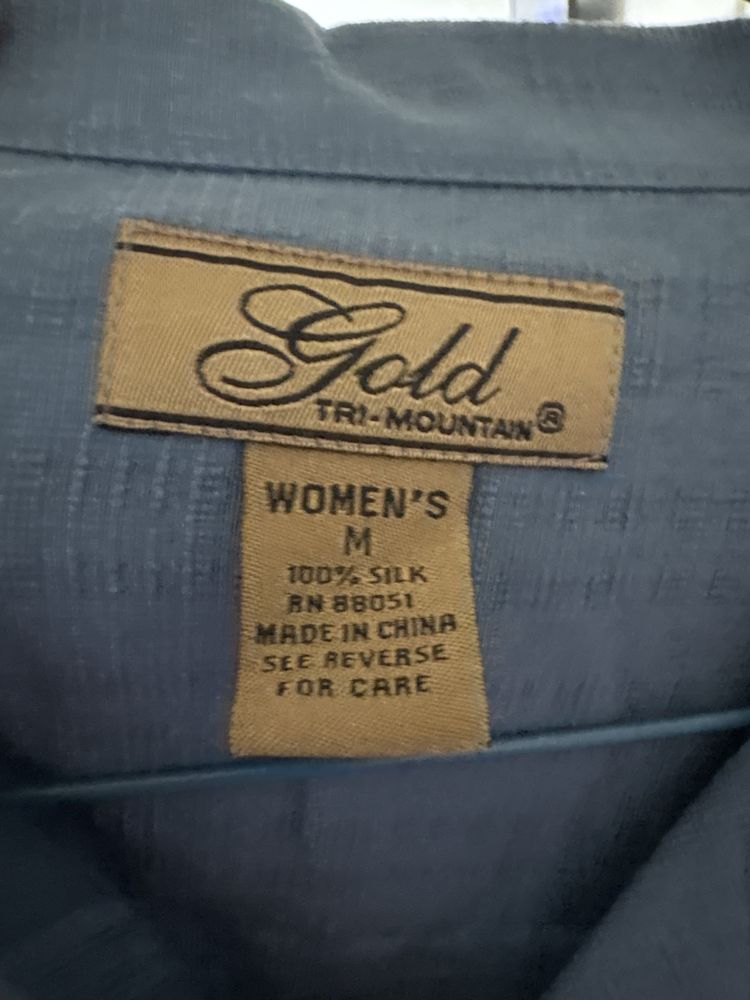 Gold
TRI-MOUNTAIN®
WOMEN'S
M
100% SILK
RN 88051
MADE IN CHINA
SEE REVERSE
FOR CARE